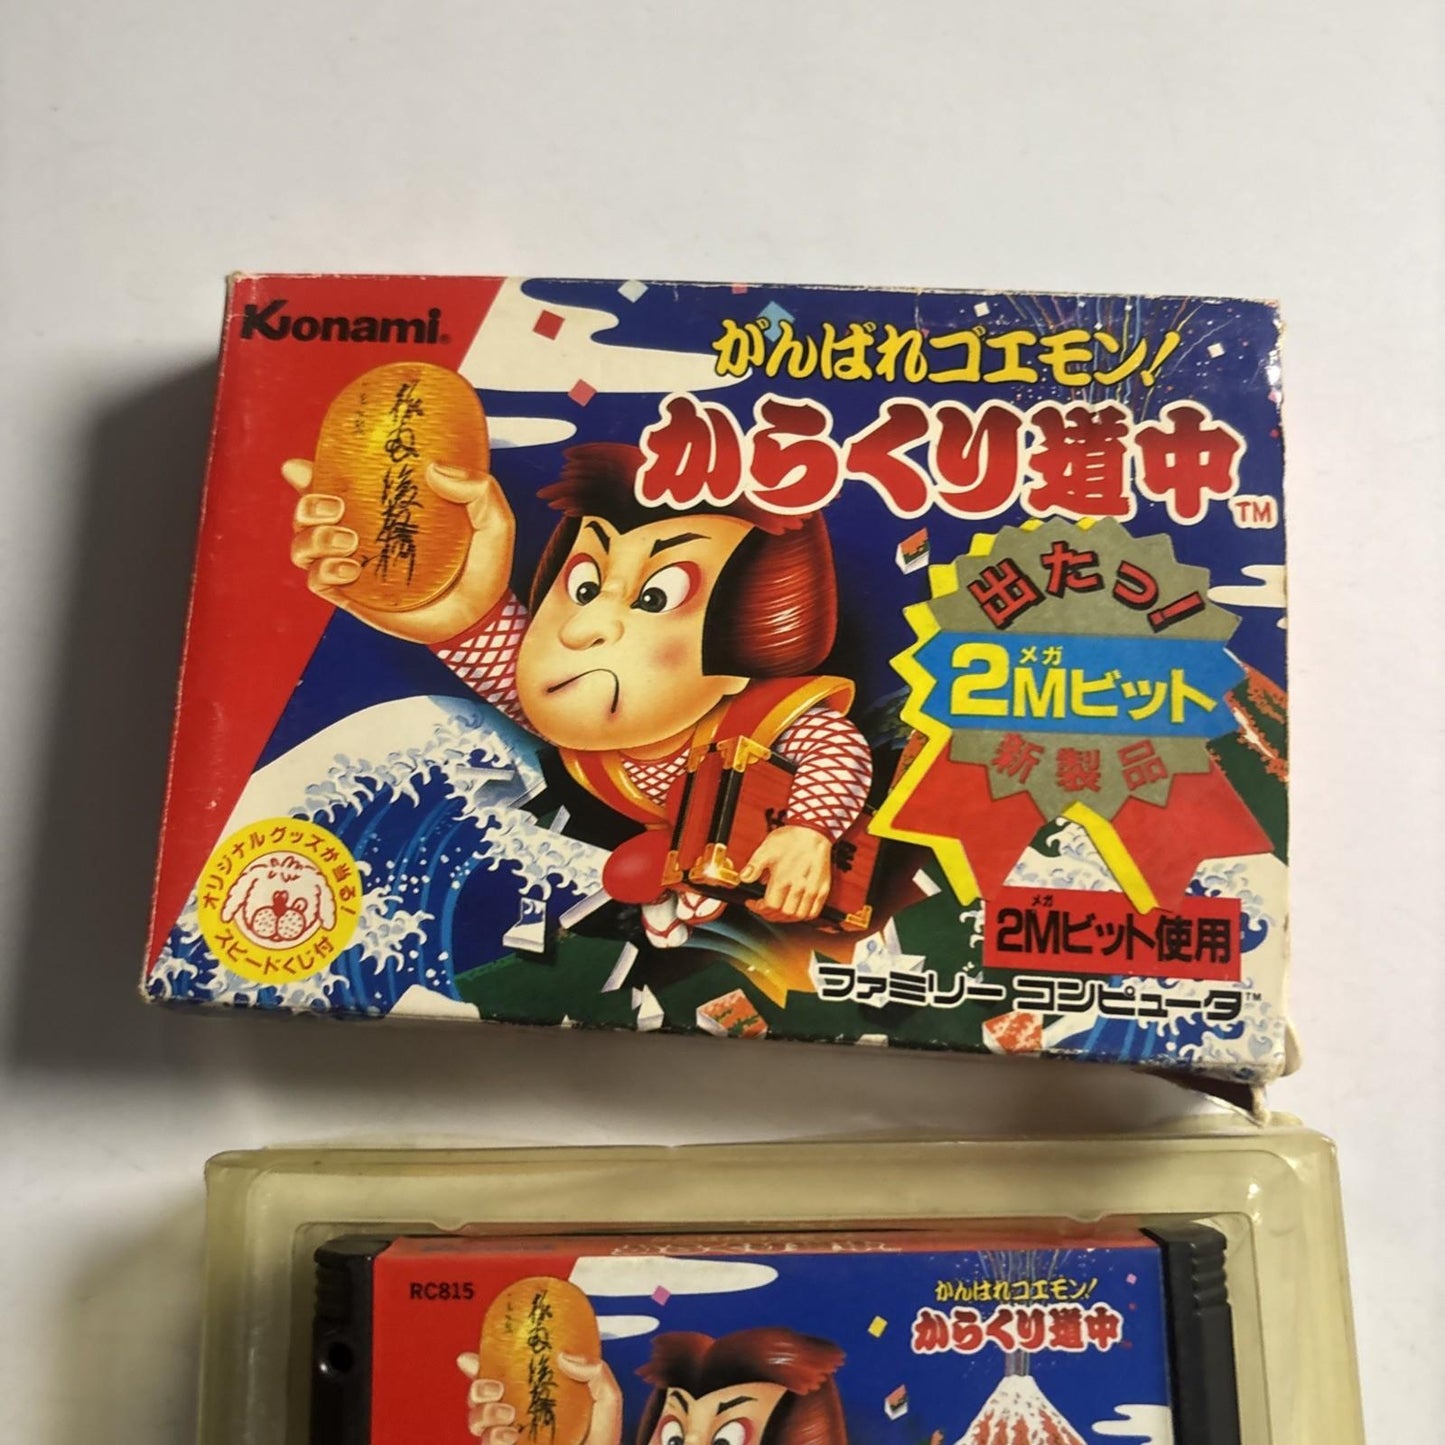 Konami®
がんばれゴエモン!
からくり道中
TM
出たっ!
メガ
2Mビット
新製品
オリジナルグッズが当る!
スピードくじ付
メガ
2Mビット使用
ファミリーコンピュータ™
RC815
がんばれゴエモン!
からくり道中